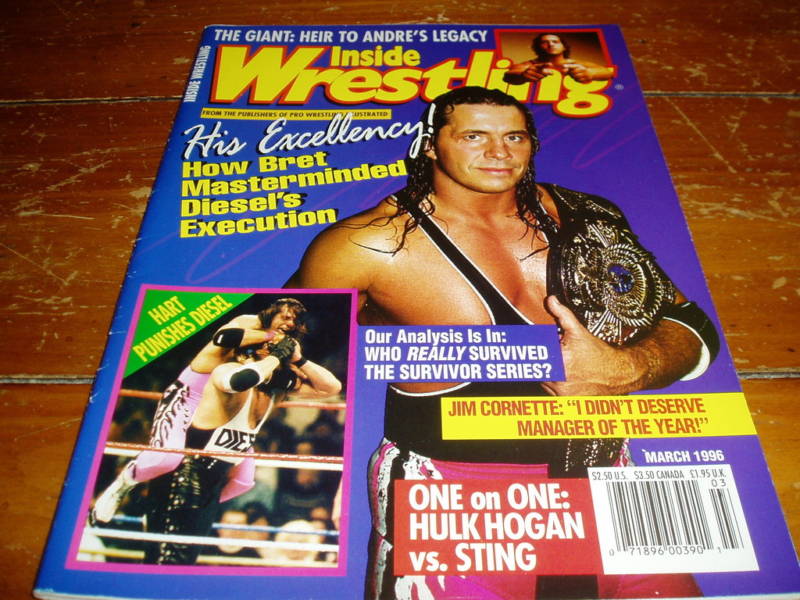 THE GIANT: HEIR TO ANDRE'S LEGACY
INSIDE WRESTLING
Inside
Wrestling®
FROM THE PUBLISHERS OF PRO WRESTLING ILLUSTRATED
His Excellency!
How Bret
Masterminded
Diesel's
Execution
HART
PUNISHES DIESEL
DIES
Our Analysis Is In:
WHO REALLY SURVIVED
THE SURVIVOR SERIES?
JIM CORNETTE: "I DIDN'T DESERVE
MANAGER OF THE YEAR!"
MARCH 1996
$2.50 U.S. $3.50 CANADA £1.95 U.K.
03
ONE on ONE:
HULK HOGAN
vs. STING
0 71896 00390 1